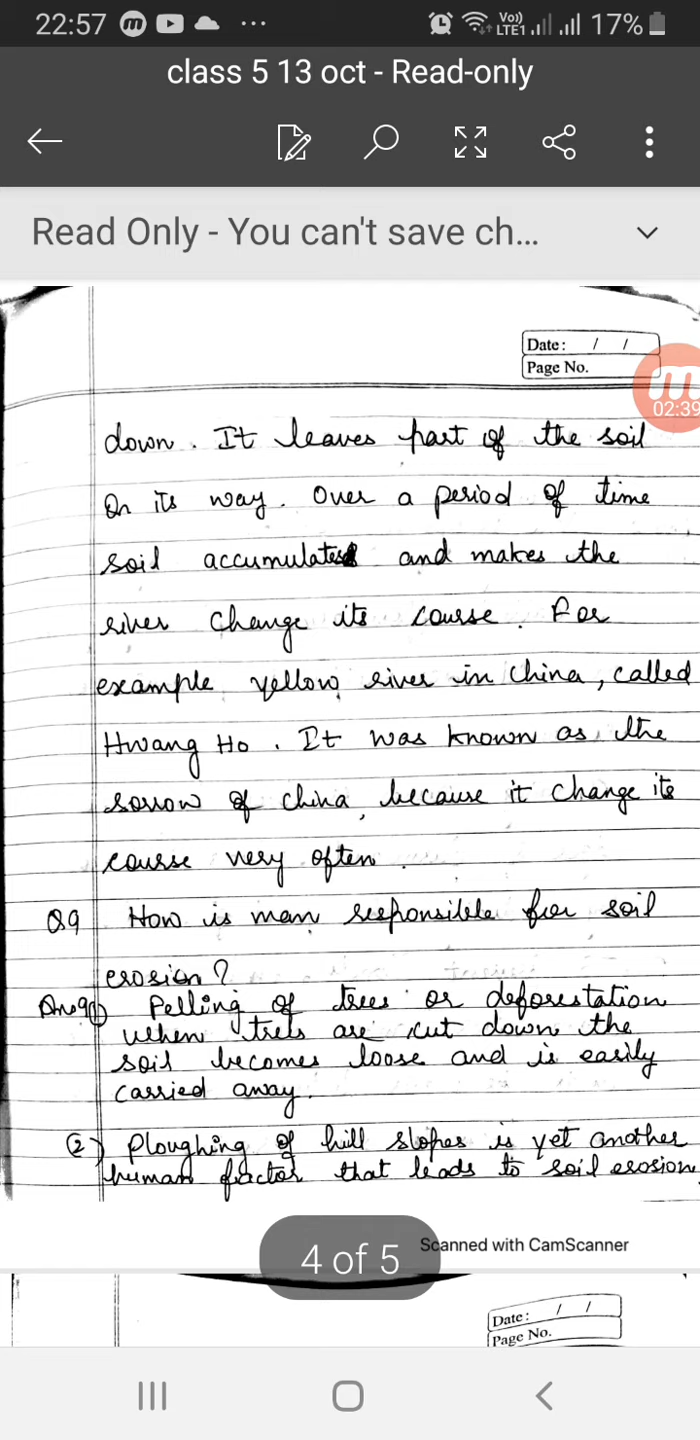 22:57 ... Vo)) LTE1 17%
class 5 13 oct - Read-only
Read Only - You can't save ch...
Date: / /
Page No.
02:39
down. It leaves part of the soil
On its way. Over a period of time
soil accumulates and makes the
river change its course. For
example yellow river in China, called
Hwang Ho. It was known as the
sorrow of china, because it change its
course very often.
Q9 How is man responsible for soil
erosion?
Ans9 (1) Felling of trees or deforestation
when trees are cut down the
soil becomes loose and is easily
carried away.
(2) Ploughing of hill slopes is yet another
human factor that leads to soil erosion.
4 of 5
Scanned with CamScanner
Date: / /
Page No.